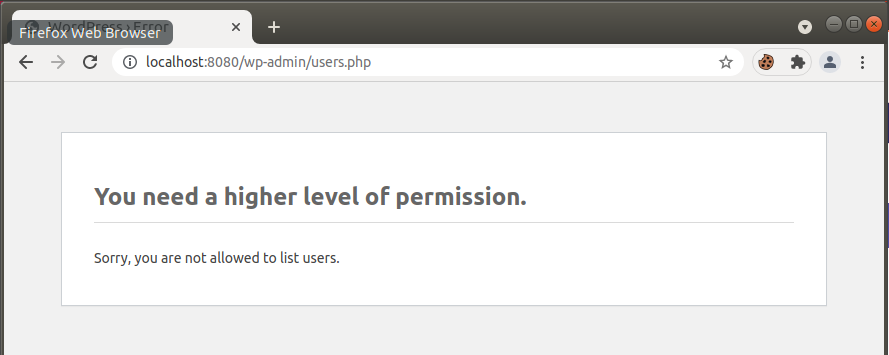 WordPress › Error
Firefox Web Browser
localhost:8080/wp-admin/users.php
You need a higher level of permission.
Sorry, you are not allowed to list users.